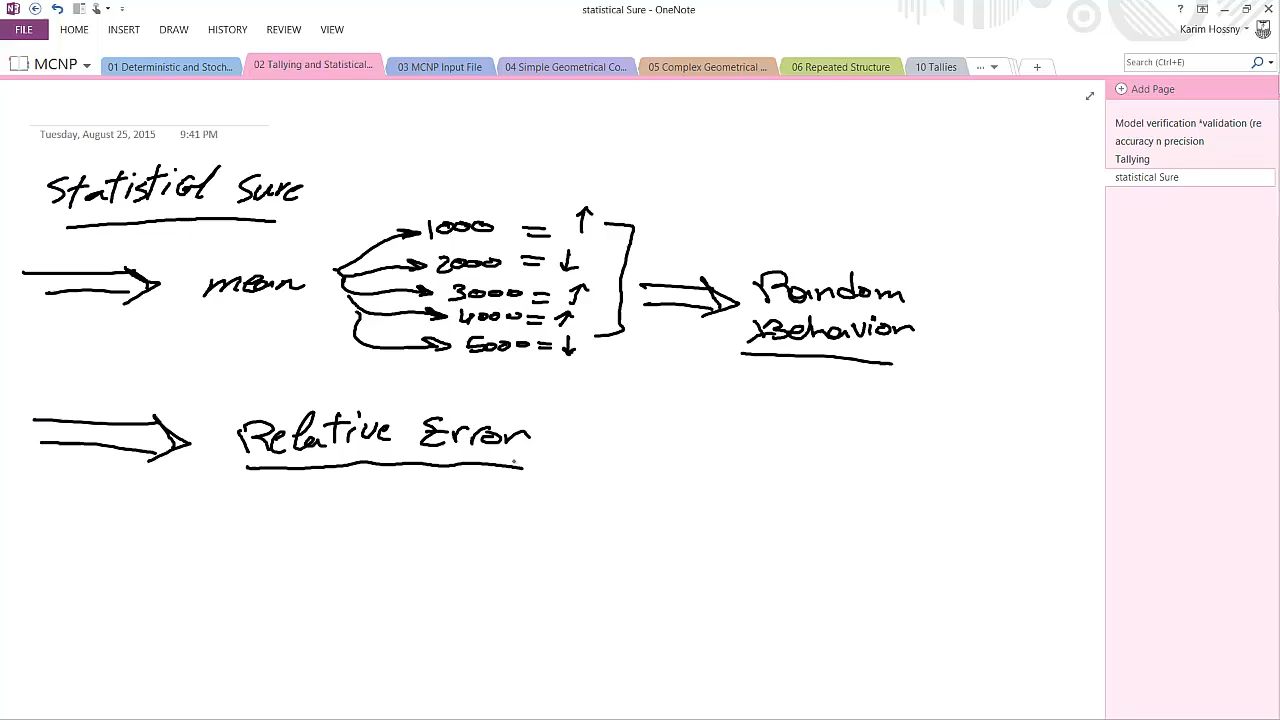 statistical Sure - OneNote
FILE HOME INSERT DRAW HISTORY REVIEW VIEW
Karim Hossny
MCNP
01 Deterministic and Stoch...
02 Tallying and Statistical...
03 MCNP Input File
04 Simple Geometrical Co...
05 Complex Geometrical ...
06 Repeated Structure
10 Tallies
Search (Ctrl+E)
Add Page
Model verification *validation (re
accuracy n precision
Tallying
statistical Sure
Tuesday, August 25, 2015 9:41 PM
Statistical Sure
mean
1000 = ↑
2000 = ↓
3000 = ↑
4000 = ↑
5000 = ↓
Random
Behavior
Relative Error